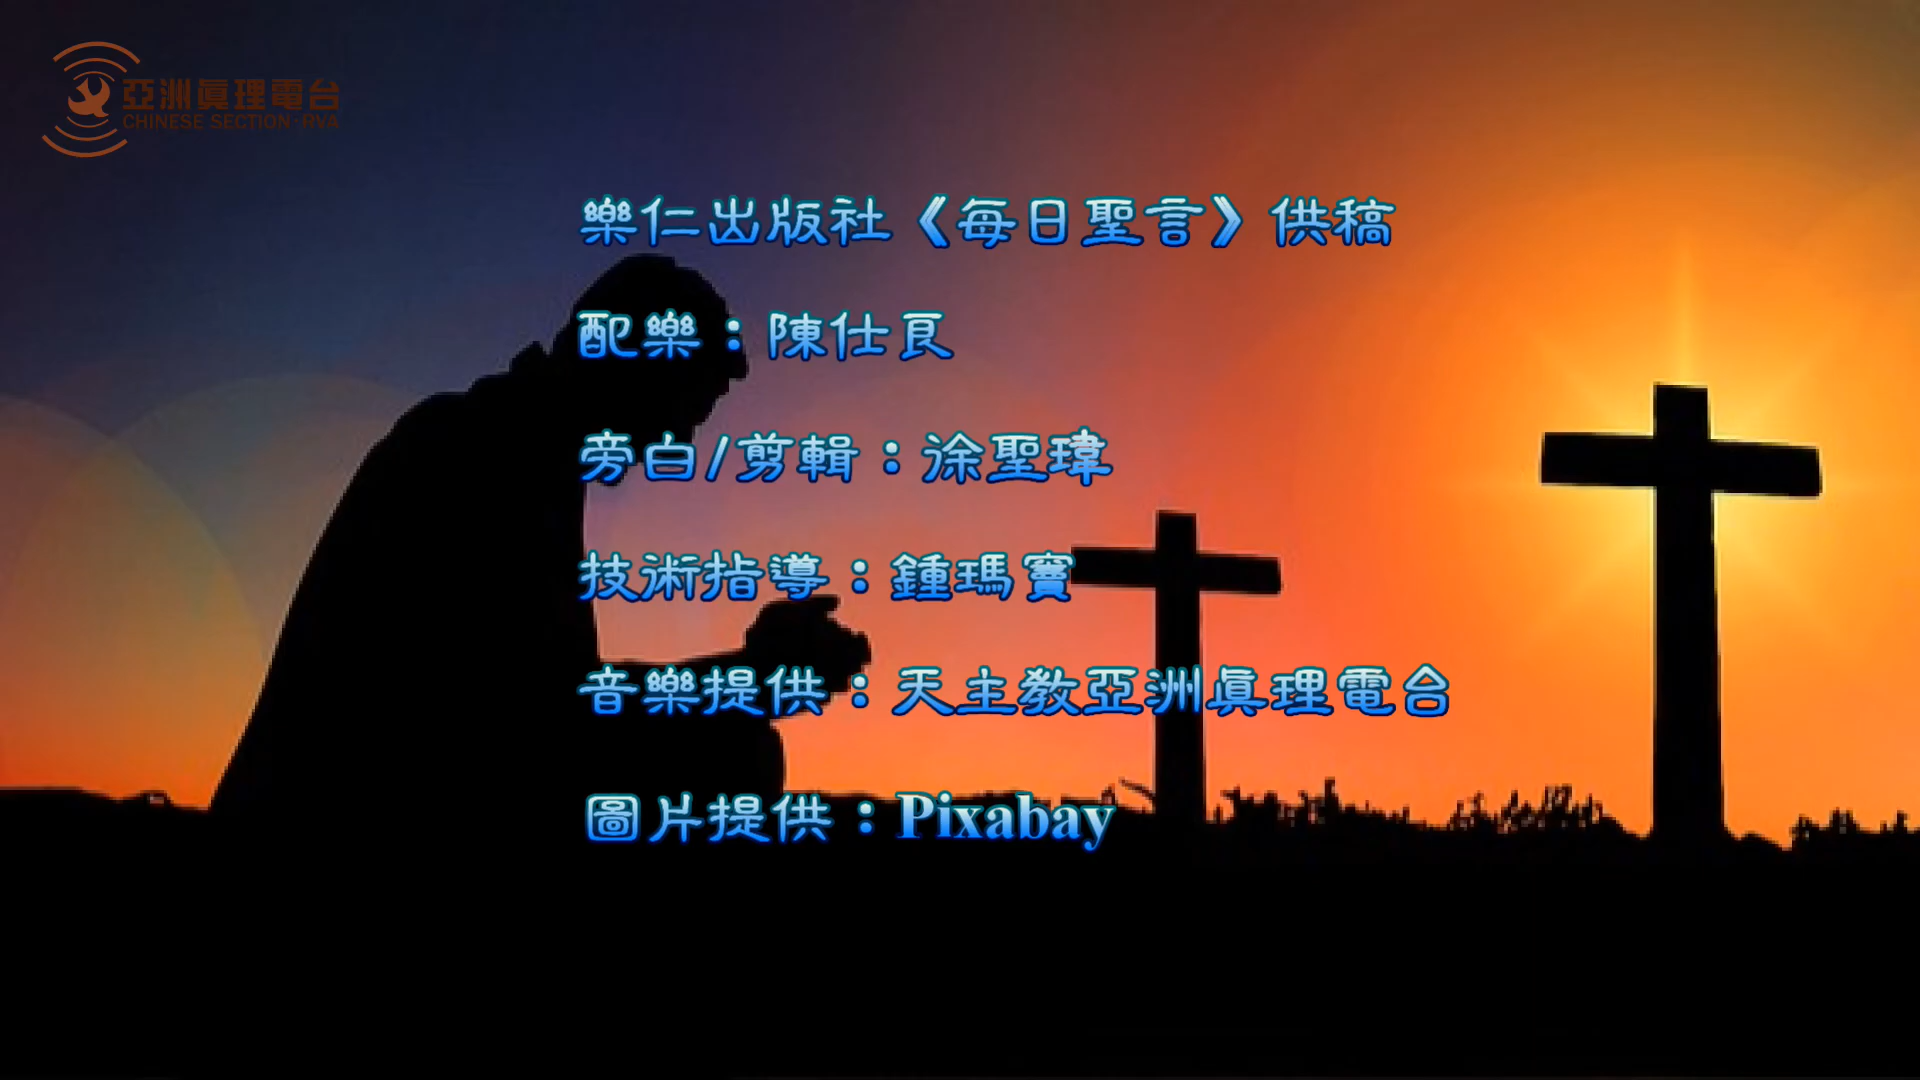 亞洲眞理電台
CHINESE SECTION-RVA
樂仁出版社《每日聖言》供稿
配樂：陳仕良
旁白/剪輯：涂聖瑋
技術指導：鍾瑪竇
音樂提供：天主教亞洲眞理電台
圖片提供：Pixabay